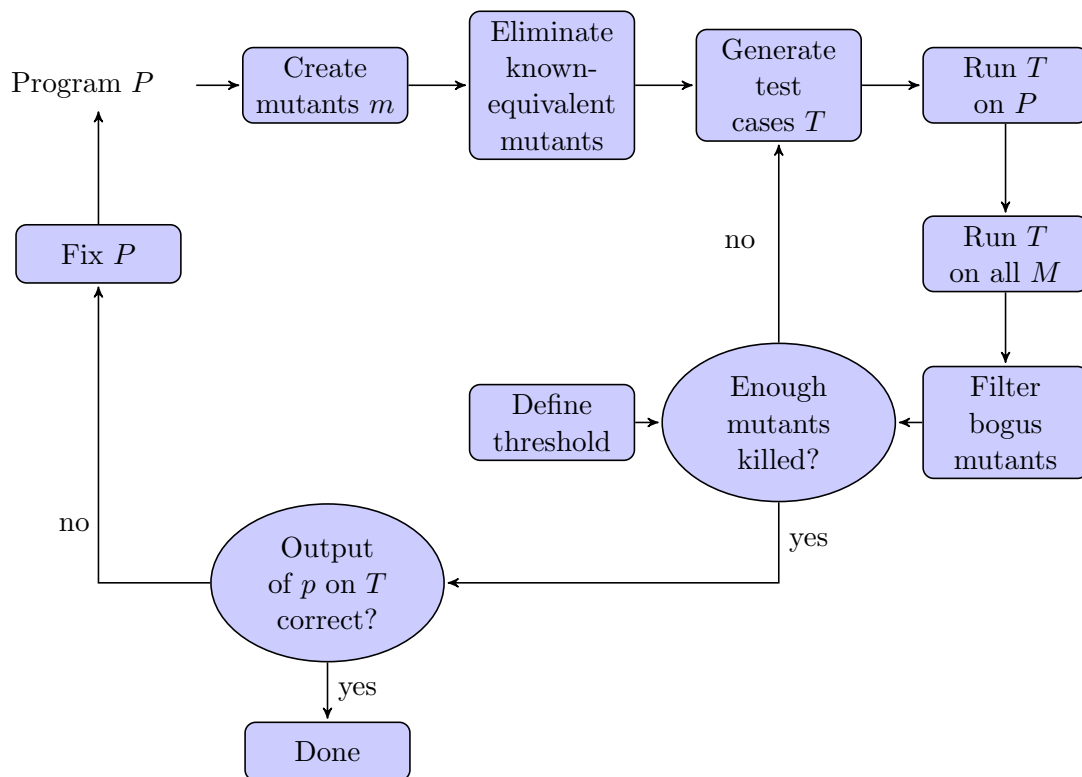 Program P
Create
mutants m
Eliminate
known-
equivalent
mutants
Generate
test
cases T
Run T
on P
Fix P
no
Run T
on all M
Define
threshold
Enough
mutants
killed?
Filter
bogus
mutants
no
yes
Output
of p on T
correct?
yes
Done